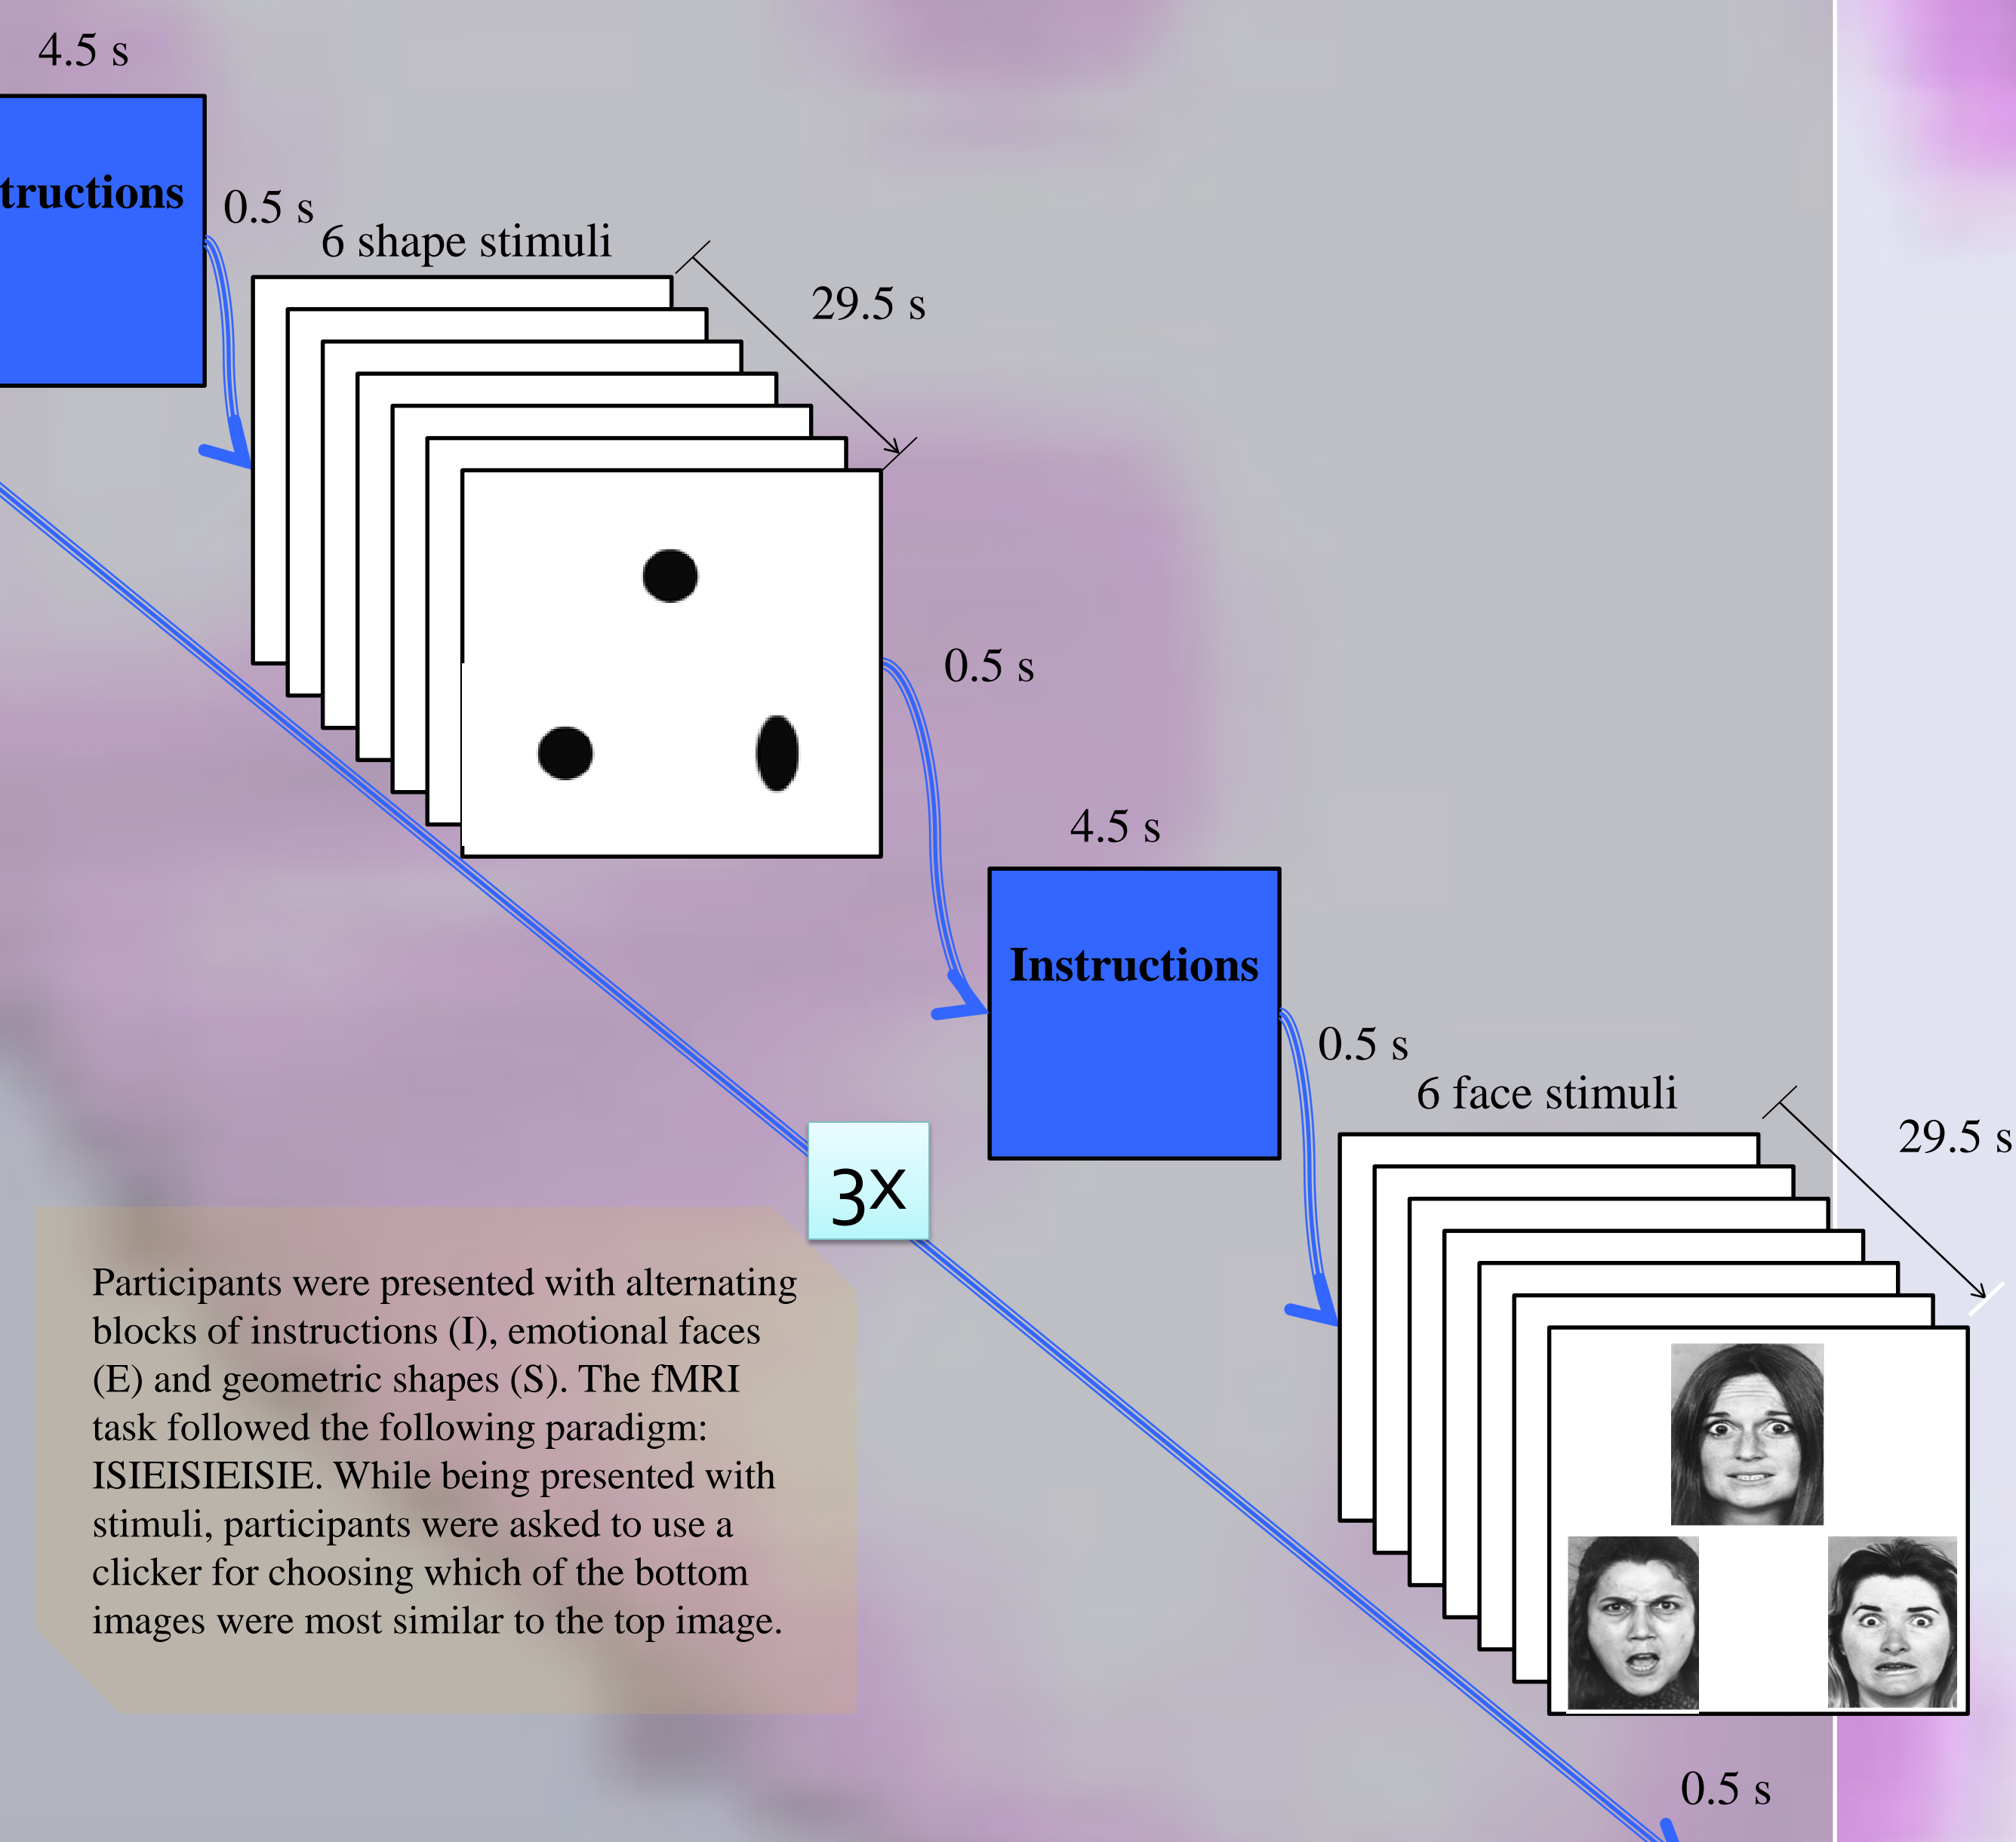 4.5 s
tructions
0.5 s
6 shape stimuli
29.5 s
0.5 s
4.5 s
Instructions
0.5 s
6 face stimuli
29.5 s
3x
Participants were presented with alternating
blocks of instructions (I), emotional faces
(E) and geometric shapes (S). The fMRI
task followed the following paradigm:
ISIEISIEISIE. While being presented with
stimuli, participants were asked to use a
clicker for choosing which of the bottom
images were most similar to the top image.
0.5 s